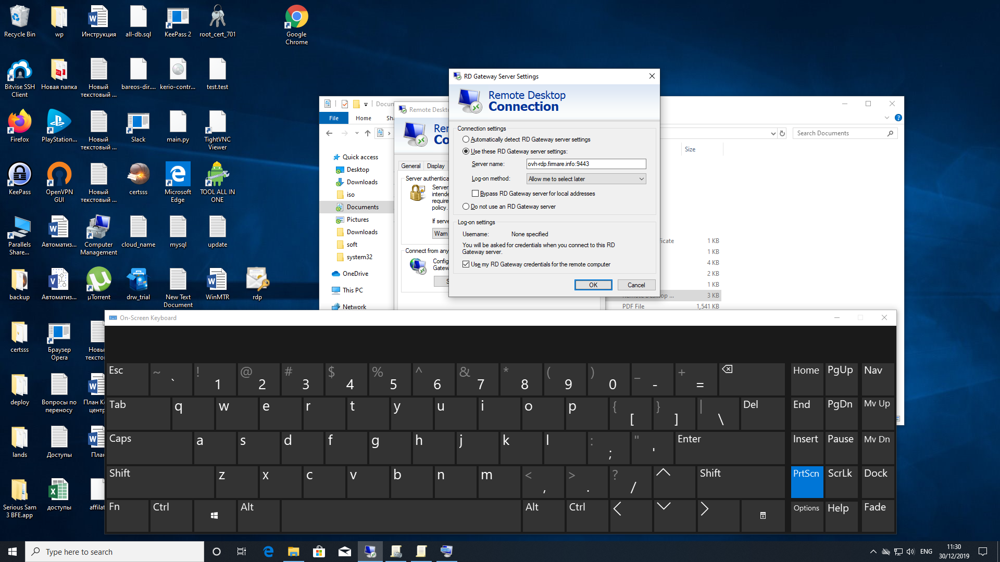 Recycle Bin
wp
Инструкция
all-db.sql
KeePass 2
root_cert_701
Google
Chrome
Bitvise SSH
Client
Новая папка
Новый
текстовый ...
bareos-dir....
kerio-contr...
test.test
Firefox
PlayStation...
Новый
текстовый ...
Slack
main.py
TightVNC
Viewer
KeePass
OpenVPN
GUI
Новый
текстовый ...
certsss
Microsoft
Edge
TOOL ALL IN
ONE
Parallels
Share...
Автоматиз...
Computer
Management
cloud_name
mysql
update
backup
Автоматиз...
µTorrent
drw_trial
New Text
Document
WinMTR
rdp
certsss
Браузер
Opera
Новы
тексто
deploy
Вопросы по
переносу
План К
цент
lands
Доступы
План
Serious Sam
3 BFE.app
доступы
affilat
Docum
File
Home
Sha
Search Documents
Size
Quick access
Desktop
Downloads
iso
Documents
Pictures
Downloads
soft
system32
OneDrive
This PC
Network
ficate
1 KB
1 KB
4 KB
2 KB
1 KB
Remote Desktop ...
3 KB
PDF File
1,541 KB
Remote Deskto
Rem
Co
General
Display
Server authentica
Server
intende
require
policy.
If serve
Warn
Connect from any
Config
Gatew
S
RD Gateway Server Settings
Remote Desktop
Connection
Connection settings
Automatically detect RD Gateway server settings
Use these RD Gateway server settings:
Server name:
ovh-rdp.fimare.info:9443
Log-on method:
Allow me to select later
Bypass RD Gateway server for local addresses
Do not use an RD Gateway server
Log-on settings
Username:
None specified
You will be asked for credentials when you connect to this RD
Gateway server.
Use my RD Gateway credentials for the remote computer
OK
Cancel
On-Screen Keyboard
Esc ~ ` ! 1 @ 2 # 3 $ 4 % 5 ^ 6 & 7 * 8 ( 9 ) 0 _ - + = Home PgUp Nav
Tab q w e r t y u i o p { [ } ] | \ Del End PgDn Mv Up
Caps a s d f g h j k l : ; " ' Enter Insert Pause Mv Dn
Shift z x c v b n m < , > . ? / Shift PrtScn ScrLk Dock
Fn Ctrl Alt Alt Ctrl Options Help Fade
Type here to search
ENG
11:30
30/12/2019